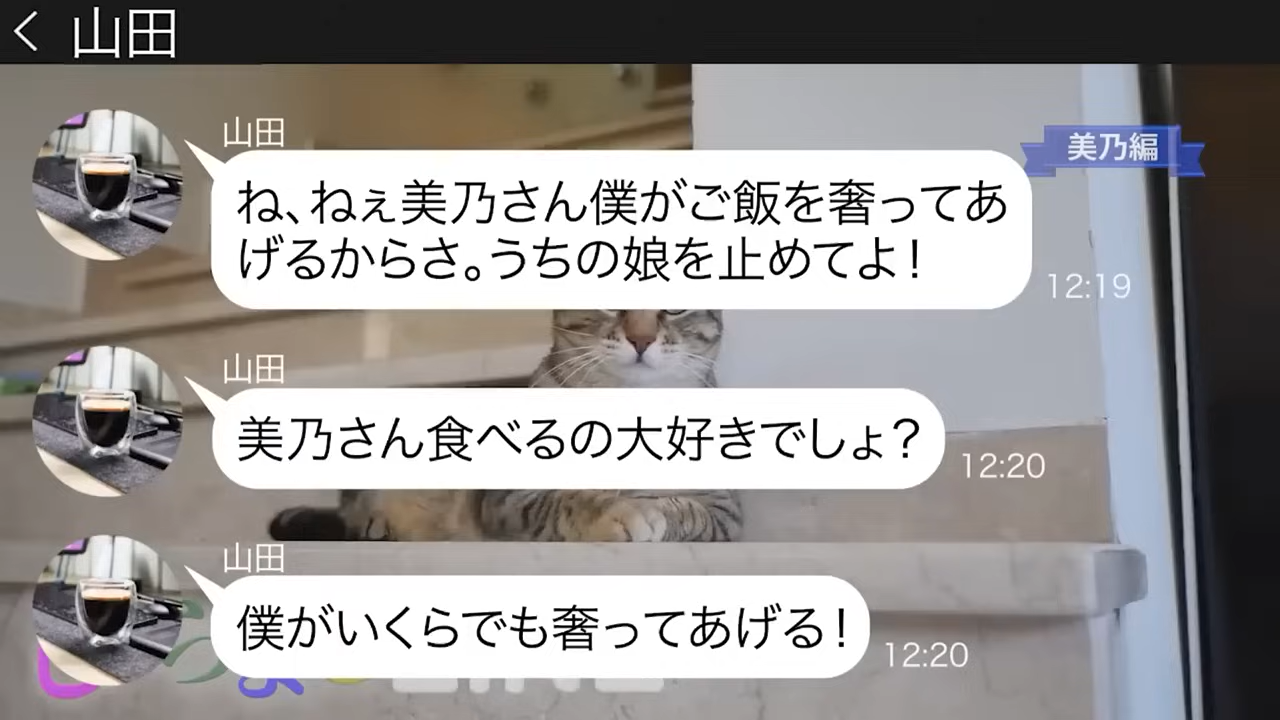 山田
山田
美乃編
ね、ねぇ美乃さん僕がご飯を奢ってあ
げるからさ。うちの娘を止めてよ！
12:19
山田
美乃さん食べるの大好きでしょ？
12:20
山田
僕がいくらでも奢ってあげる！
12:20